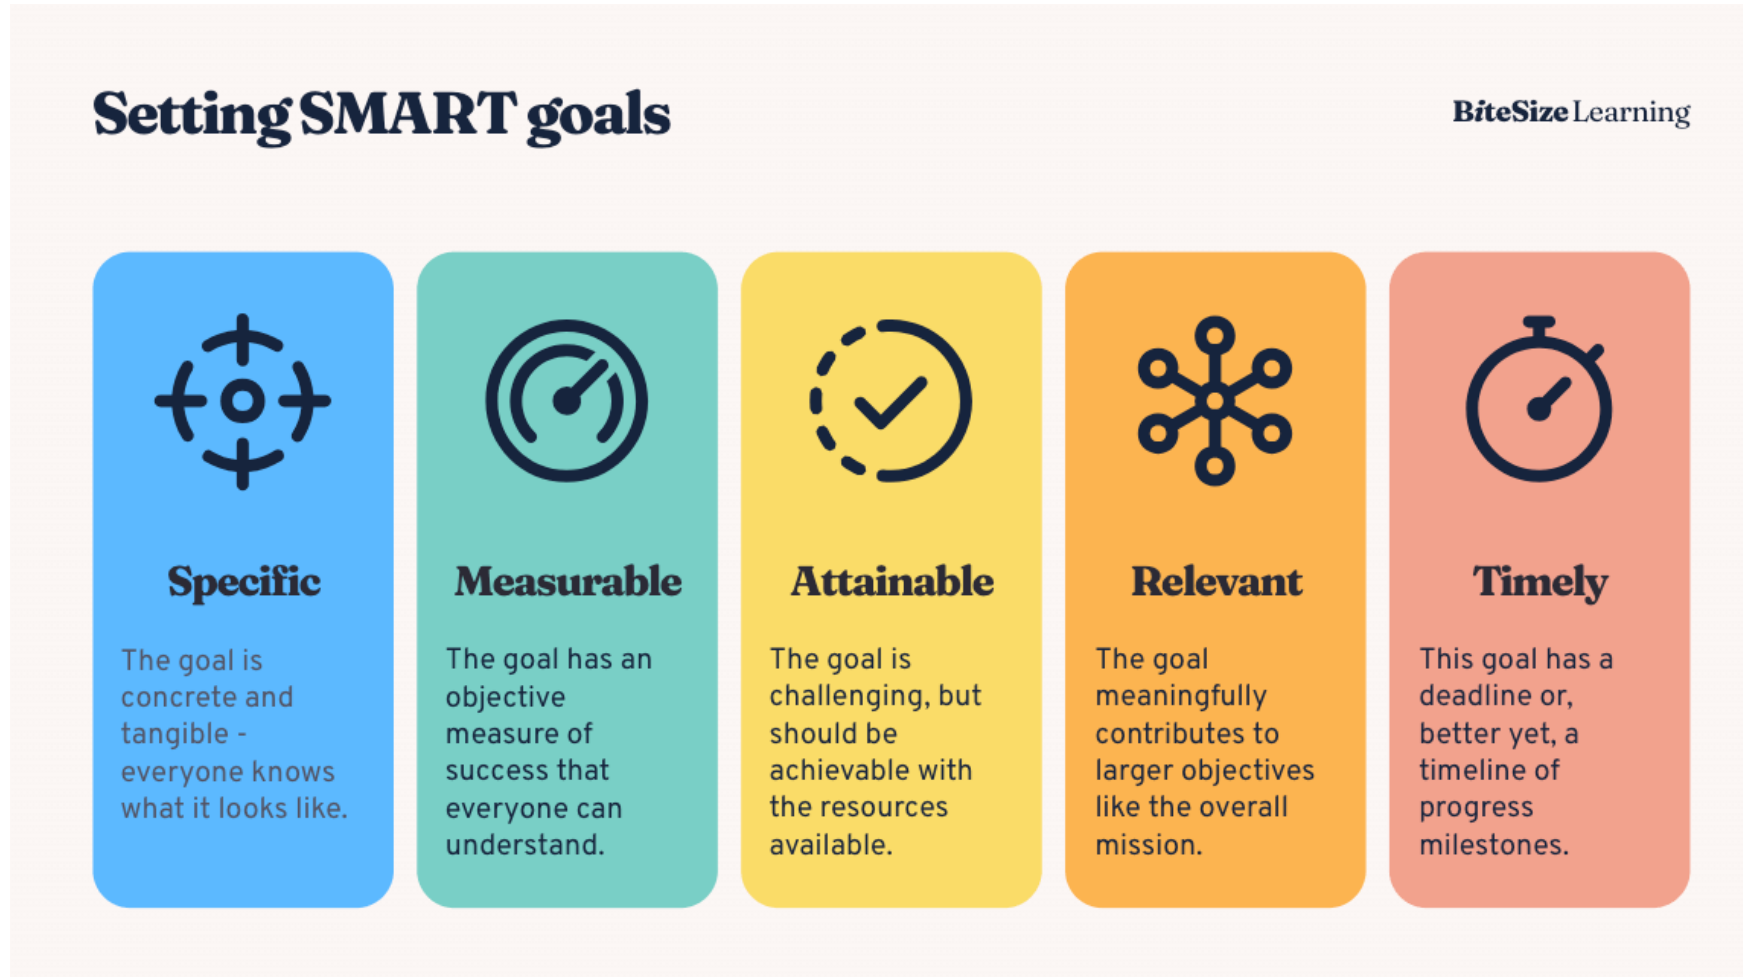 Setting SMART goals
BiteSize Learning
Specific
The goal is
concrete and
tangible -
everyone knows
what it looks like.
Measurable
The goal has an
objective
measure of
success that
everyone can
understand.
Attainable
The goal is
challenging, but
should be
achievable with
the resources
available.
Relevant
The goal
meaningfully
contributes to
larger objectives
like the overall
mission.
Timely
This goal has a
deadline or,
better yet, a
timeline of
progress
milestones.